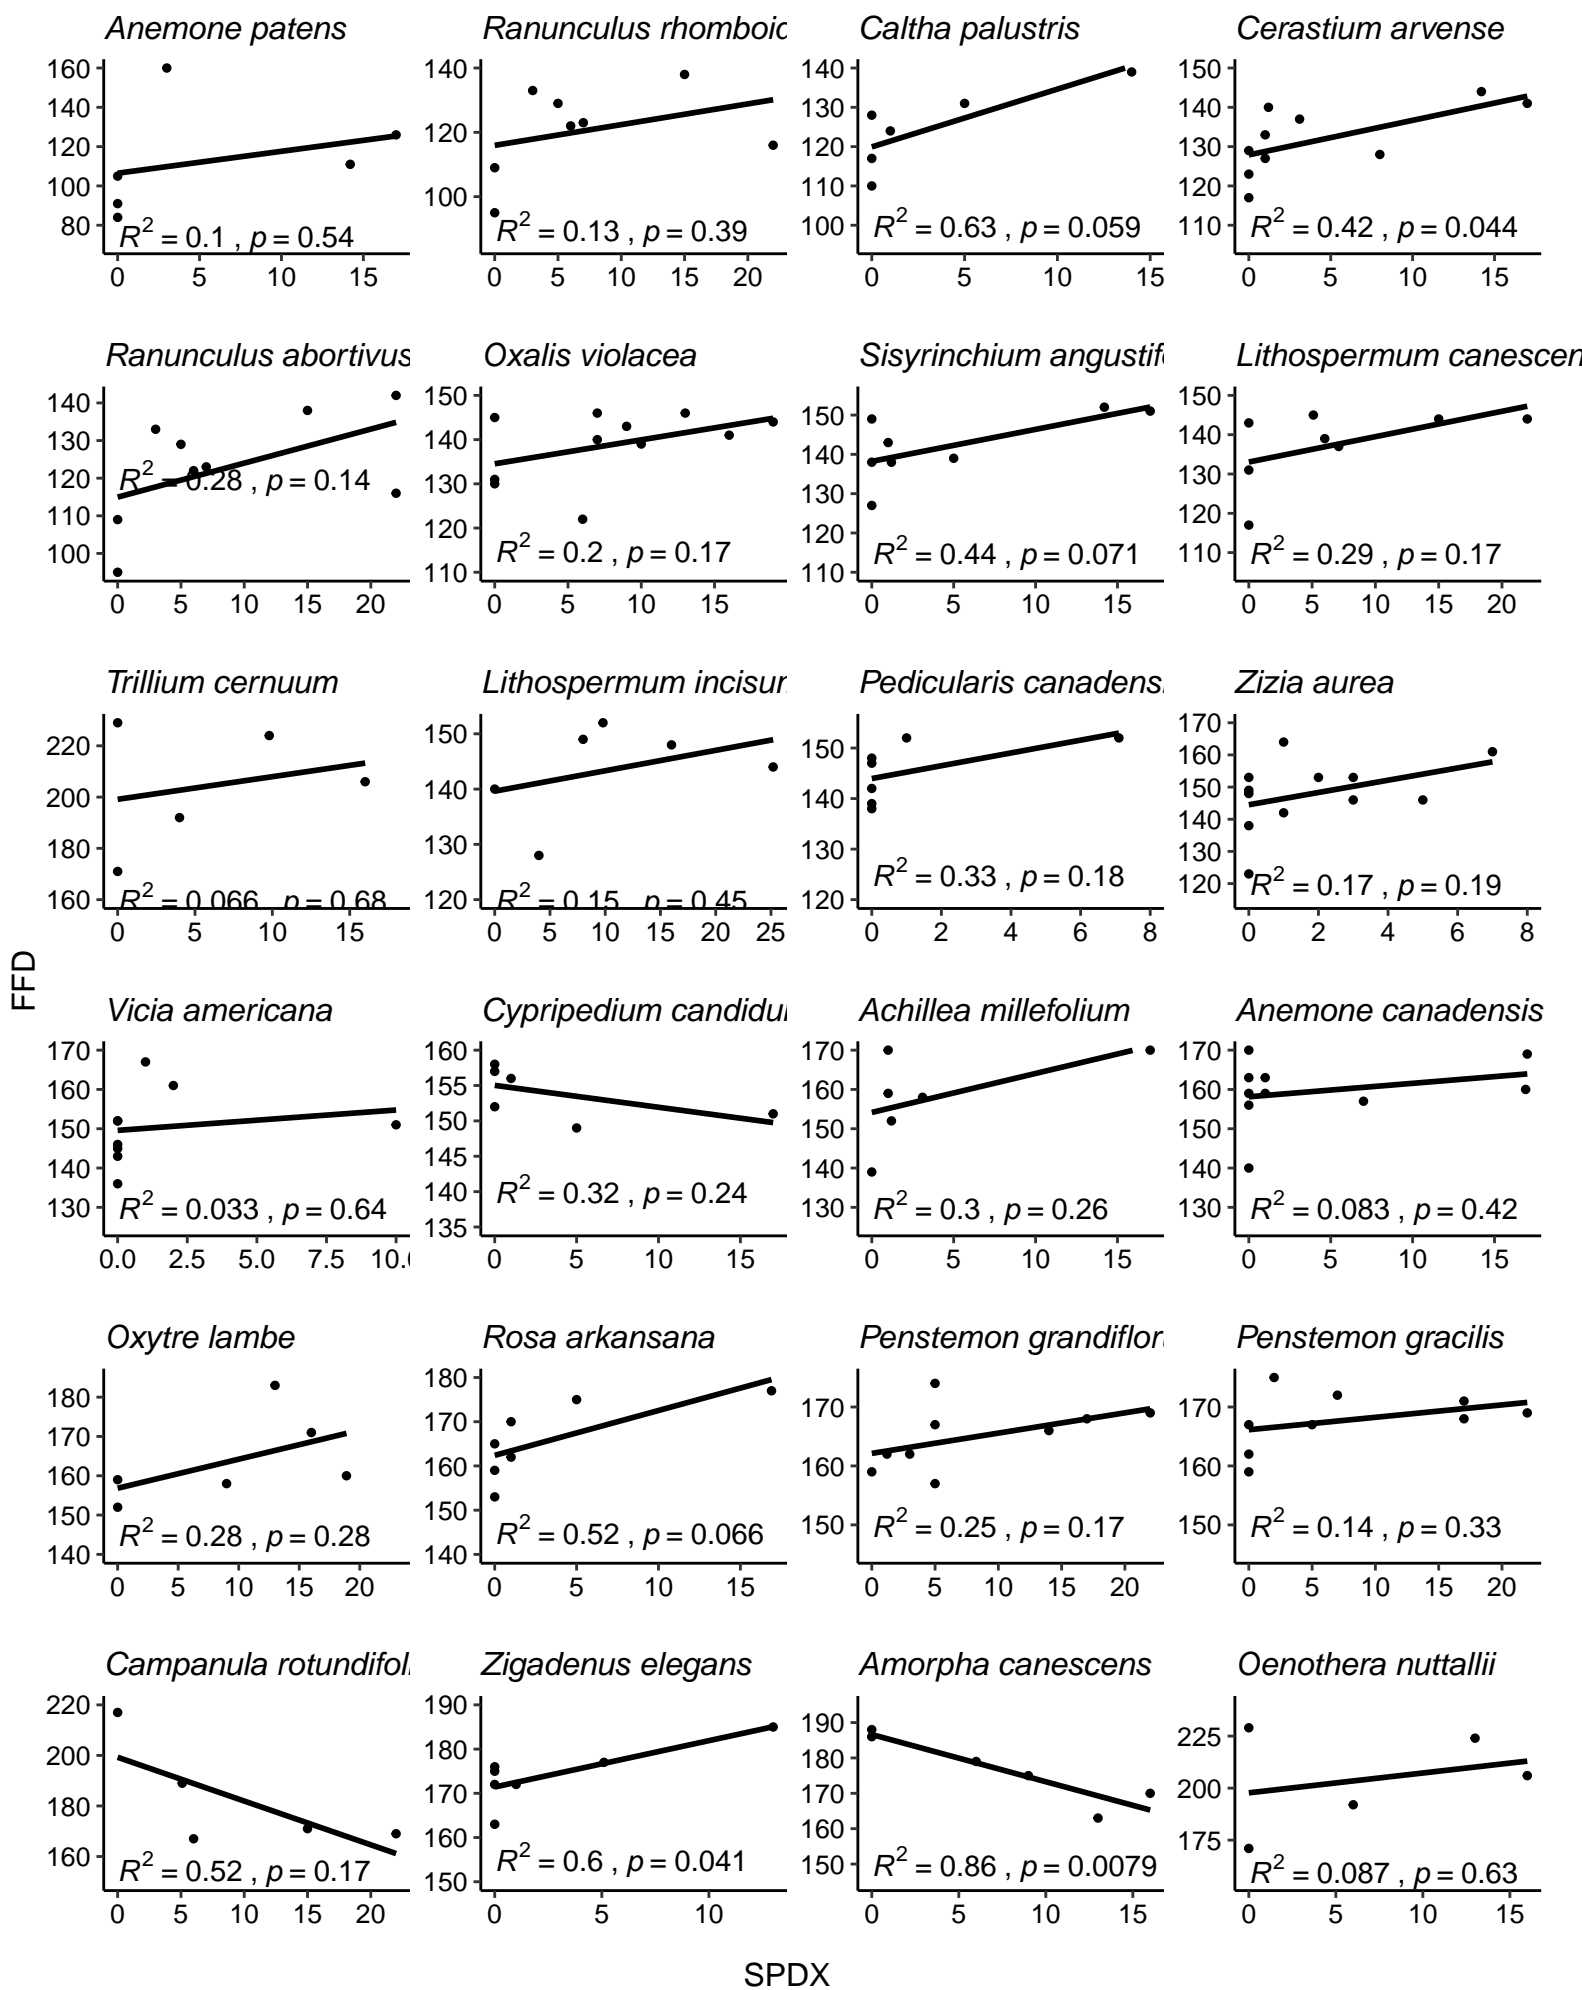 Anemone patens
160
140
120
100
80
R2 = 0.1 , p = 0.54
0 5 10 15
Ranunculus rhomboic
140
120
100
R2 = 0.13 , p = 0.39
0 5 10 15 20
Caltha palustris
140
130
120
110
100
R2 = 0.63 , p = 0.059
0 5 10 15
Cerastium arvense
150
140
130
120
110
R2 = 0.42 , p = 0.044
0 5 10 15
Ranunculus abortivus
140
130
120
110
100
R2 = 0.28 , p = 0.14
0 5 10 15 20
Oxalis violacea
150
140
130
120
110
R2 = 0.2 , p = 0.17
0 5 10 15
Sisyrinchium angustif
150
140
130
120
110
R2 = 0.44 , p = 0.071
0 5 10 15
Lithospermum canescen
150
140
130
120
110
R2 = 0.29 , p = 0.17
0 5 10 15 20
Trillium cernuum
220
200
180
160
R2 = 0.066 , p = 0.68
0 5 10 15
Lithospermum incisur
150
140
130
120
R2 = 0.15 , p = 0.45
0 5 10 15 20 25
Pedicularis canadens
150
140
130
120
R2 = 0.33 , p = 0.18
0 2 4 6 8
Zizia aurea
170
160
150
140
130
120
R2 = 0.17 , p = 0.19
0 2 4 6 8
FFD
Vicia americana
170
160
150
140
130
R2 = 0.033 , p = 0.64
0.0 2.5 5.0 7.5 10.0
Cypripedium candidu
160
155
150
145
140
135
R2 = 0.32 , p = 0.24
0 5 10 15
Achillea millefolium
170
160
150
140
130
R2 = 0.3 , p = 0.26
0 5 10 15
Anemone canadensis
170
160
150
140
130
R2 = 0.083 , p = 0.42
0 5 10 15
Oxytre lambe
180
170
160
150
140
R2 = 0.28 , p = 0.28
0 5 10 15 20
Rosa arkansana
180
170
160
150
140
R2 = 0.52 , p = 0.066
0 5 10 15
Penstemon grandiflor
170
160
150
R2 = 0.25 , p = 0.17
0 5 10 15 20
Penstemon gracilis
170
160
150
R2 = 0.14 , p = 0.33
0 5 10 15 20
Campanula rotundifol
220
200
180
160
R2 = 0.52 , p = 0.17
0 5 10 15 20
Zigadenus elegans
190
180
170
160
150
R2 = 0.6 , p = 0.041
0 5 10
Amorpha canescens
190
180
170
160
150
R2 = 0.86 , p = 0.0079
0 5 10 15
Oenothera nuttallii
225
200
175
R2 = 0.087 , p = 0.63
0 5 10 15
SPDX